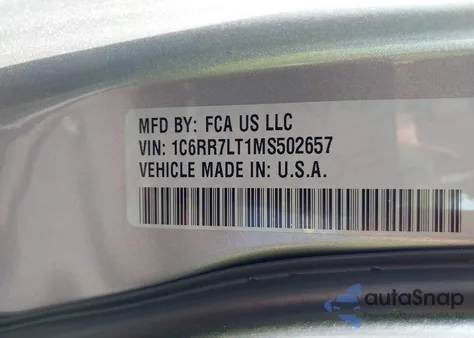 MFD BY: FCA US LLC
VIN: 1C6RR7LT1MS502657
VEHICLE MADE IN: U.S.A.
autoSnap